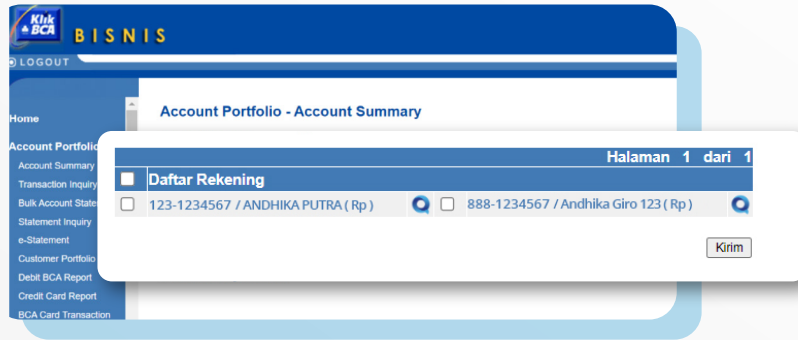 Klik
BCA
BISNIS
LOGOUT
Account Portfolio - Account Summary
Home
Account Portfolio
Account Summary
Transaction Inquiry
Bulk Account State
Statement Inquiry
e-Statement
Customer Portfolio
Debit BCA Report
Credit Card Report
BCA Card Transaction
Halaman 1 dari 1
Daftar Rekening
123-1234567 / ANDHIKA PUTRA ( Rp ) 888-1234567 / Andhika Giro 123 ( Rp )
Kirim